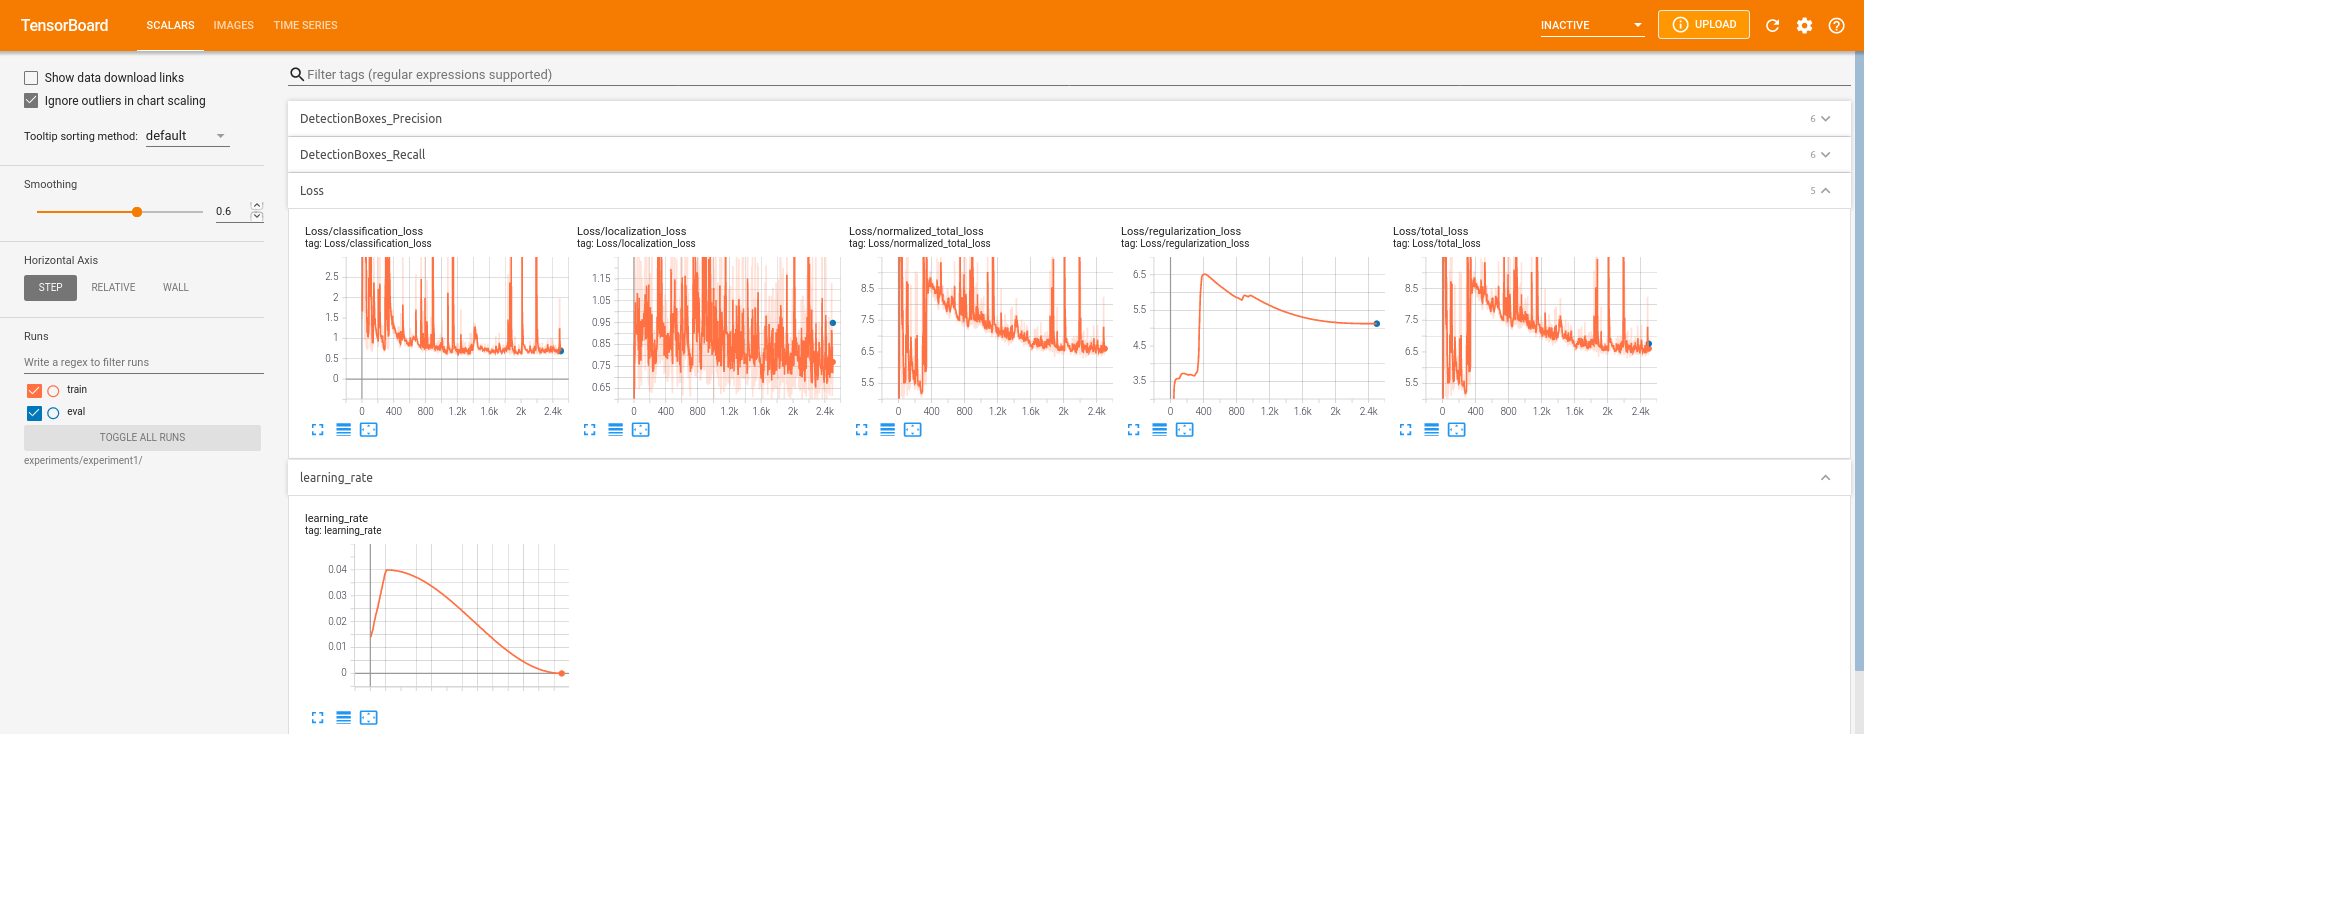 TensorBoard SCALARS IMAGES TIME SERIES INACTIVE UPLOAD
Show data download links
Ignore outliers in chart scaling
Tooltip sorting method: default
Smoothing
0.6
Horizontal Axis
STEP RELATIVE WALL
Runs
Write a regex to filter runs
train
eval
TOGGLE ALL RUNS
experiments/experiment1/
Filter tags (regular expressions supported)
DetectionBoxes_Precision 6
DetectionBoxes_Recall 6
Loss 5
Loss/classification_loss
tag: Loss/classification_loss
2.5
2
1.5
1
0.5
0
0 400 800 1.2k 1.6k 2k 2.4k
Loss/localization_loss
tag: Loss/localization_loss
1.15
1.05
0.95
0.85
0.75
0.65
0 400 800 1.2k 1.6k 2k 2.4k
Loss/normalized_total_loss
tag: Loss/normalized_total_loss
8.5
7.5
6.5
5.5
0 400 800 1.2k 1.6k 2k 2.4k
Loss/regularization_loss
tag: Loss/regularization_loss
6.5
5.5
4.5
3.5
0 400 800 1.2k 1.6k 2k 2.4k
Loss/total_loss
tag: Loss/total_loss
8.5
7.5
6.5
5.5
0 400 800 1.2k 1.6k 2k 2.4k
learning_rate
learning_rate
tag: learning_rate
0.04
0.03
0.02
0.01
0